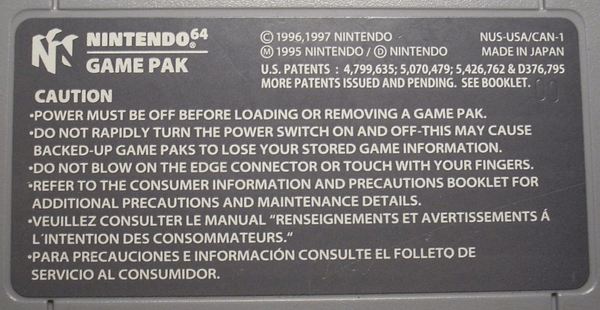 NINTENDO64
GAME PAK
© 1996,1997 NINTENDO
Ⓜ 1995 NINTENDO / Ⓓ NINTENDO
NUS-USA/CAN-1
MADE IN JAPAN
U.S. PATENTS : 4,799,635; 5,070,479; 5,426,762 & D376,795
MORE PATENTS ISSUED AND PENDING. SEE BOOKLET.
00
CAUTION
•POWER MUST BE OFF BEFORE LOADING OR REMOVING A GAME PAK.
•DO NOT RAPIDLY TURN THE POWER SWITCH ON AND OFF-THIS MAY CAUSE
BACKED-UP GAME PAKS TO LOSE YOUR STORED GAME INFORMATION.
•DO NOT BLOW ON THE EDGE CONNECTOR OR TOUCH WITH YOUR FINGERS.
•REFER TO THE CONSUMER INFORMATION AND PRECAUTIONS BOOKLET FOR
ADDITIONAL PRECAUTIONS AND MAINTENANCE DETAILS.
•VEUILLEZ CONSULTER LE MANUAL "RENSEIGNEMENTS ET AVERTISSEMENTS Á
L'INTENTION DES CONSOMMATEURS."
•PARA PRECAUCIONES E INFORMACIÓN CONSULTE EL FOLLETO DE
SERVICIO AL CONSUMIDOR.